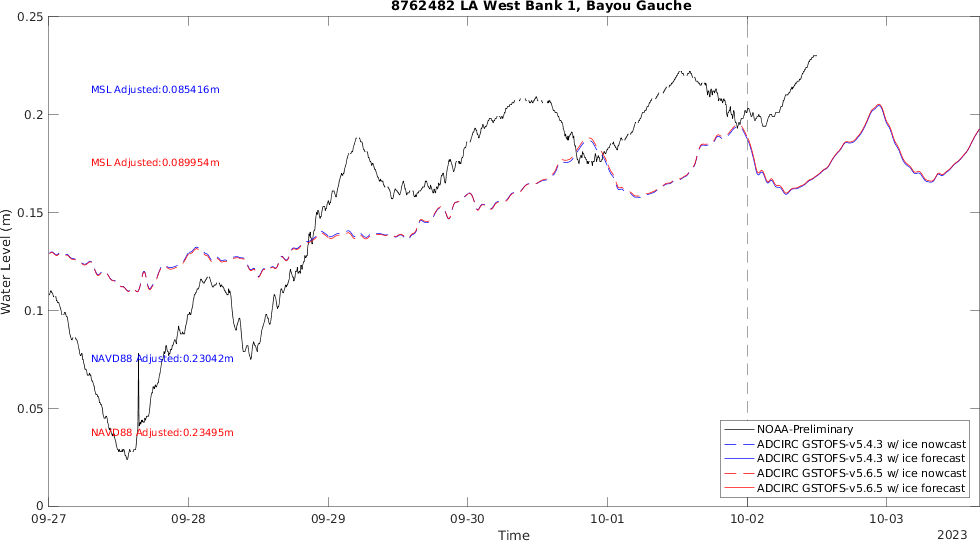 8762482 LA West Bank 1, Bayou Gauche
0.25
0.2
0.15
0.1
0.05
0
Water Level (m)
MSL Adjusted:0.085416m
MSL Adjusted:0.089954m
NAVD88 Adjusted:0.23042m
NAVD88 Adjusted:0.23495m
NOAA-Preliminary
ADCIRC GSTOFS-v5.4.3 w/ ice nowcast
ADCIRC GSTOFS-v5.4.3 w/ ice forecast
ADCIRC GSTOFS-v5.6.5 w/ ice nowcast
ADCIRC GSTOFS-v5.6.5 w/ ice forecast
09-27 09-28 09-29 09-30 10-01 10-02 10-03
Time
2023